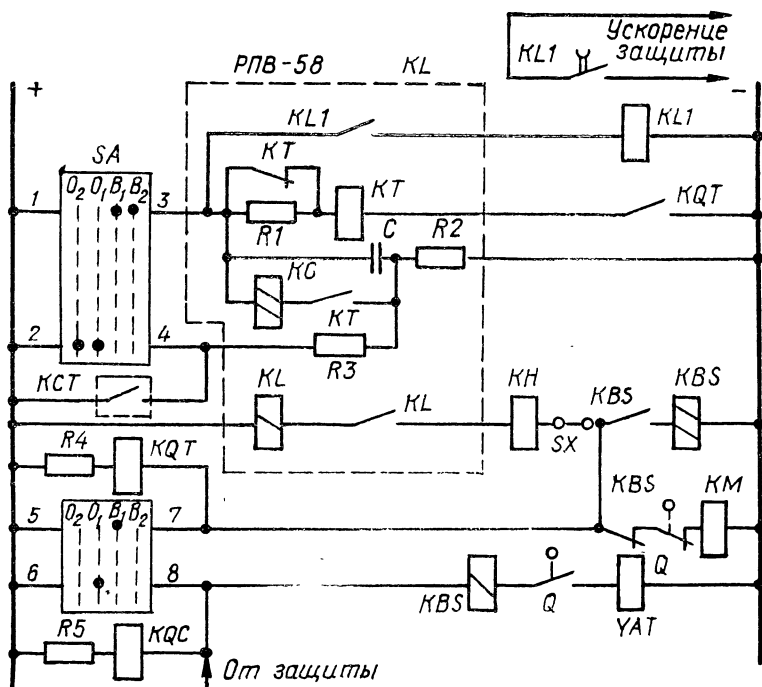 Ускорение
защиты
KL1
РПВ-58 KL
+ -
KL1 KL1
SA
O2 O1 B1 B2
KT
1 3
KT KQT
R1 C R2
KC
KT
2 4
R3
KCT
KL KL KH KBS KBS
SX
R4 KQT
KBS KM
5 O2 O1 B1 B2 7
Q
6 8
KBS Q YAT
R5 KQC
От защиты